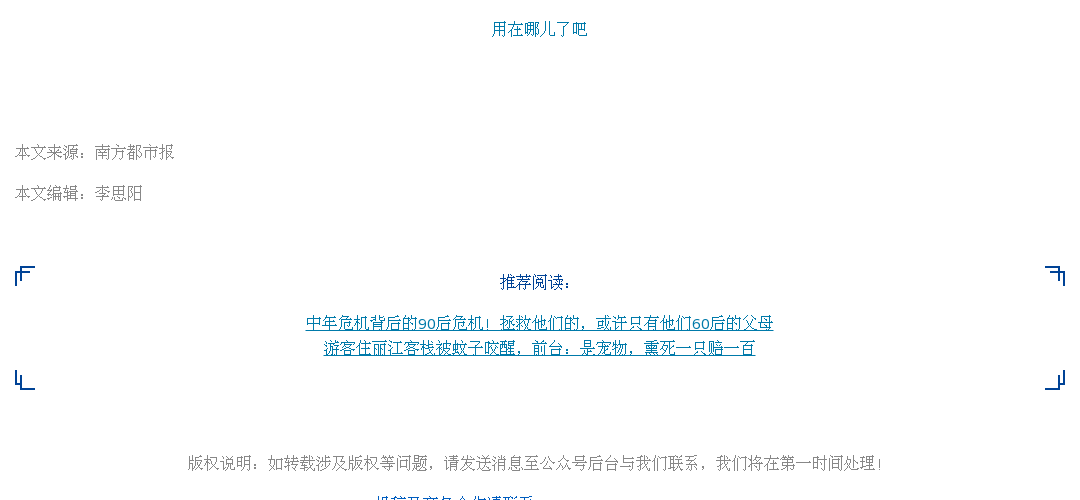 用在哪儿了吧
本文来源：南方都市报
本文编辑：李思阳
推荐阅读：
中年危机背后的90后危机！拯救他们的，或许只有他们60后的父母
游客住丽江客栈被蚊子咬醒，前台：是宠物，熏死一只赔一百
版权说明：如转载涉及版权等问题，请发送消息至公众号后台与我们联系，我们将在第一时间处理！